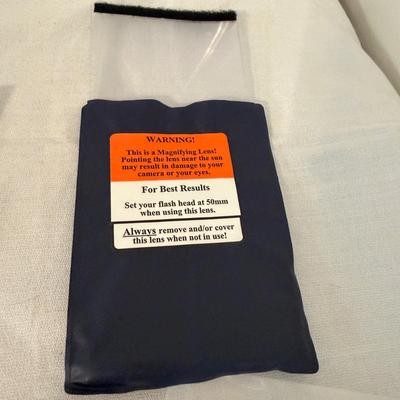 WARNING!
This is a Magnifying Lens!
Pointing the lens near the sun
may result in damage to your
camera or your eyes.
For Best Results
Set your flash head at 50mm
when using this lens.
Always remove and/or cover
this lens when not in use!